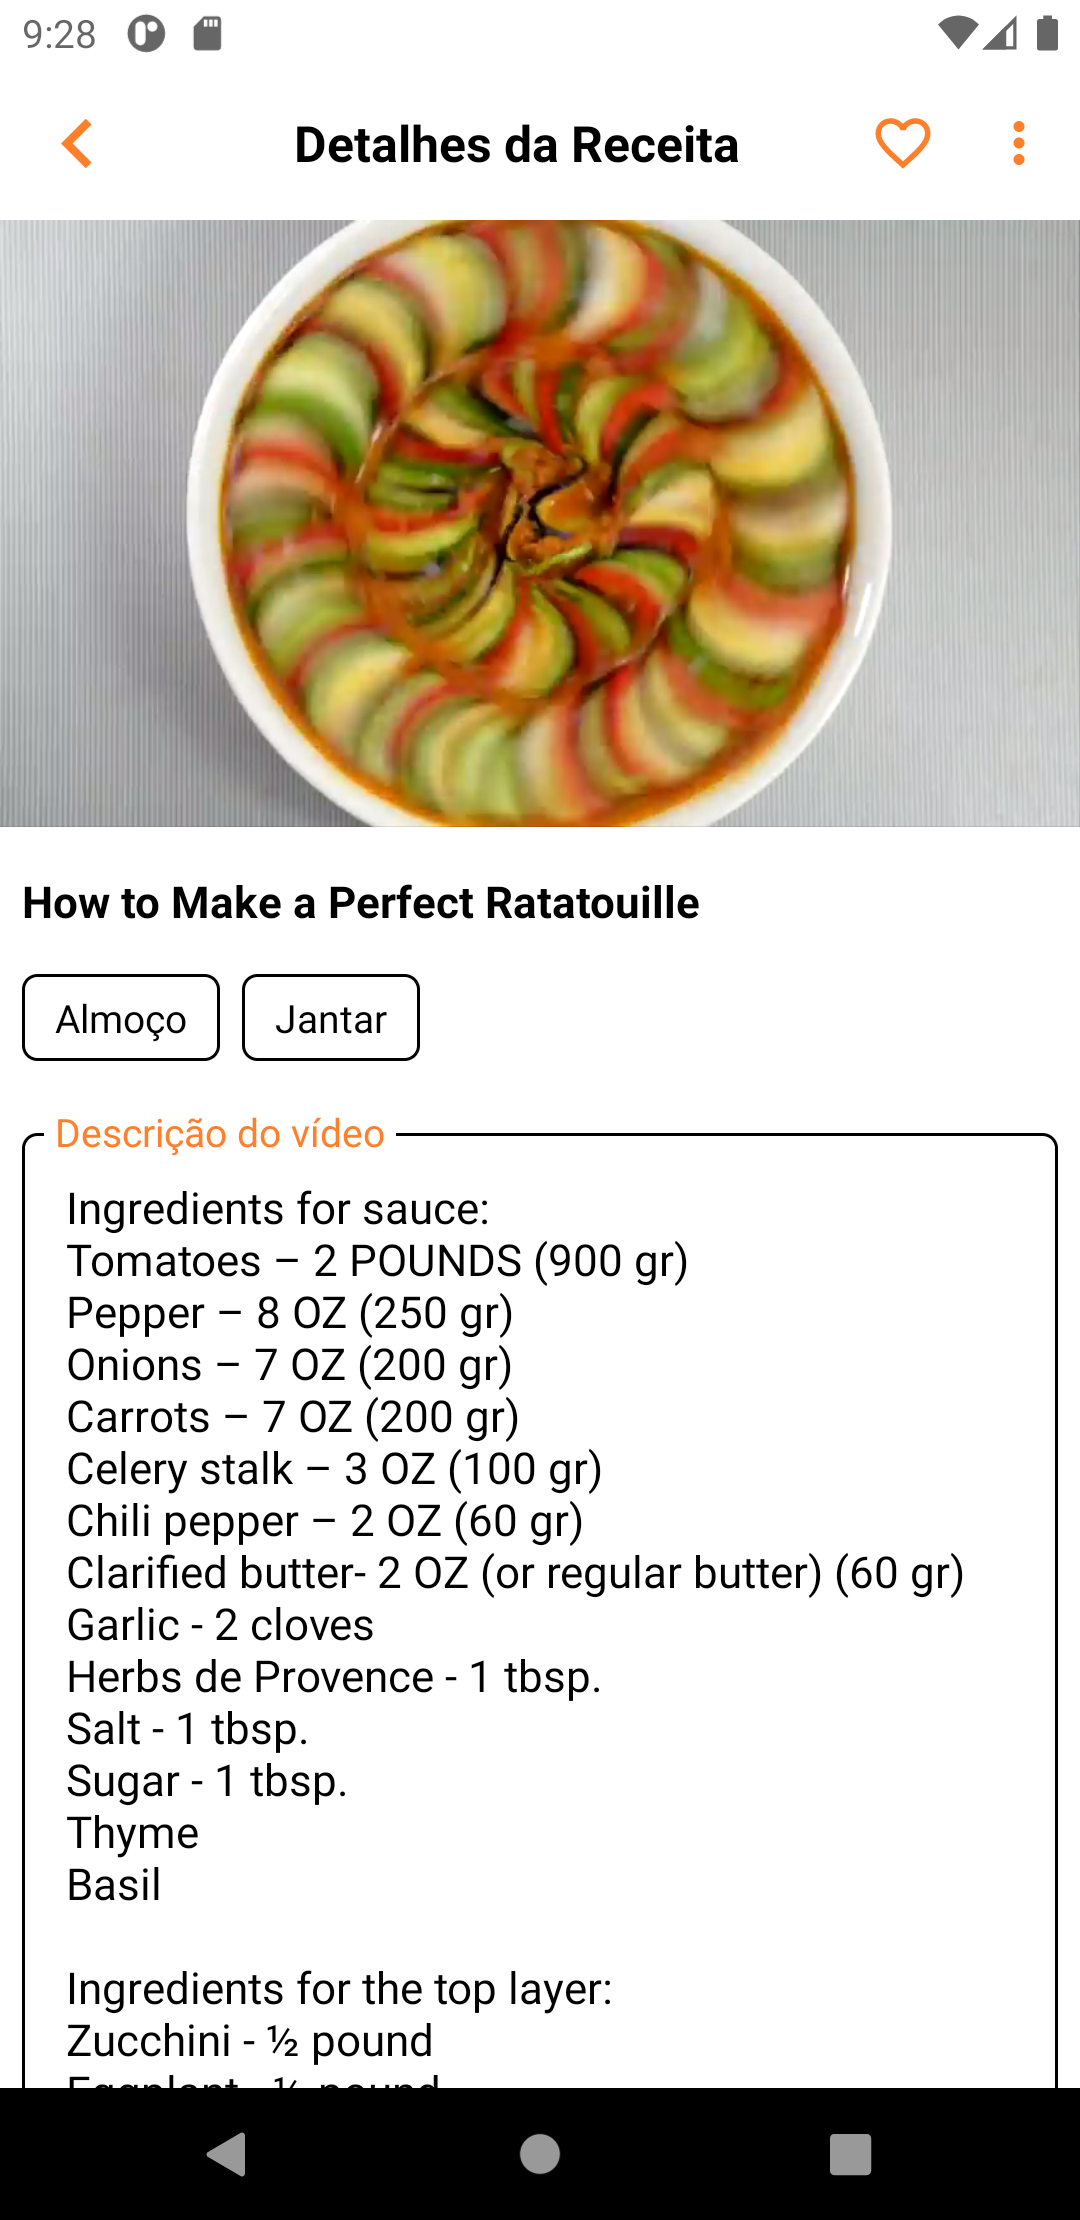 9:28
Detalhes da Receita
How to Make a Perfect Ratatouille
Almoço
Jantar
Descrição do vídeo
Ingredients for sauce:
Tomatoes – 2 POUNDS (900 gr)
Pepper – 8 OZ (250 gr)
Onions – 7 OZ (200 gr)
Carrots – 7 OZ (200 gr)
Celery stalk – 3 OZ (100 gr)
Chili pepper – 2 OZ (60 gr)
Clarified butter- 2 OZ (or regular butter) (60 gr)
Garlic - 2 cloves
Herbs de Provence - 1 tbsp.
Salt - 1 tbsp.
Sugar - 1 tbsp.
Thyme
Basil
Ingredients for the top layer:
Zucchini - ½ pound
Eggplant - ½ pound